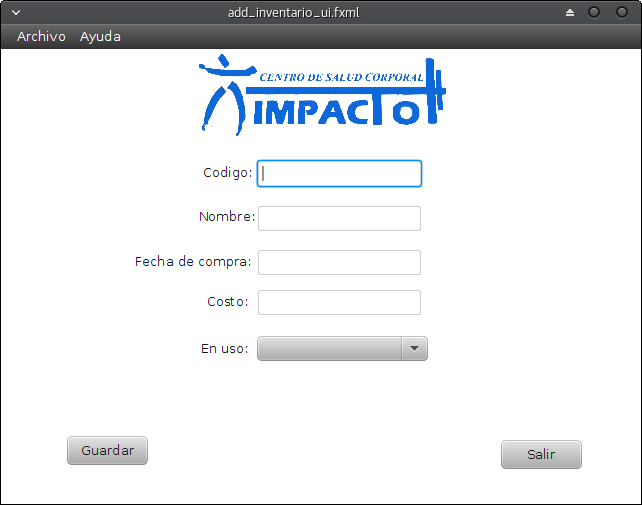 add_inventario_ui.fxml
Archivo Ayuda
CENTRO DE SALUD CORPORAL
IMPACTO
Codigo:
Nombre:
Fecha de compra:
Costo:
En uso:
Guardar
Salir